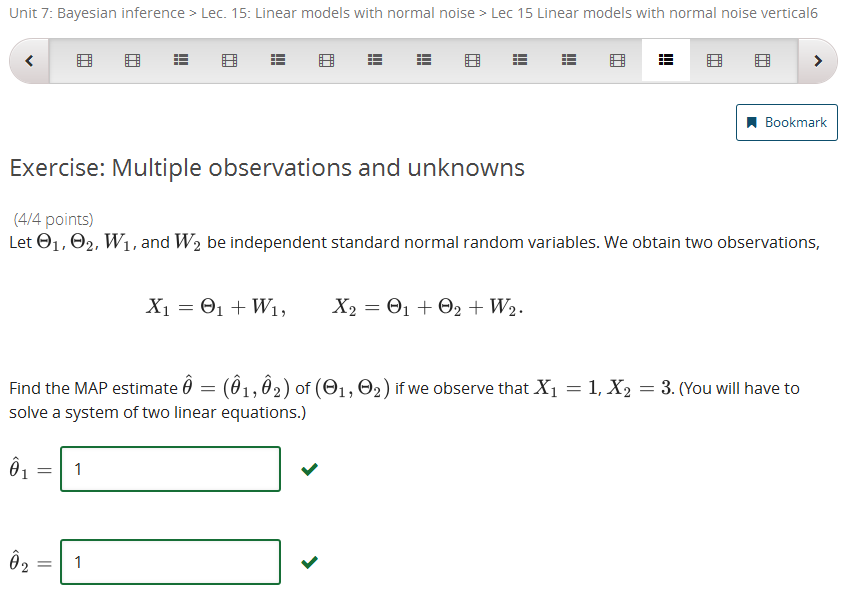 Unit 7: Bayesian inference > Lec. 15: Linear models with normal noise > Lec 15 Linear models with normal noise vertical6
Bookmark
Exercise: Multiple observations and unknowns
(4/4 points)
Let Θ₁, Θ₂, W₁, and W₂ be independent standard normal random variables. We obtain two observations,
X₁ = Θ₁ + W₁, X₂ = Θ₁ + Θ₂ + W₂.
Find the MAP estimate θ̂ = (θ̂₁, θ̂₂) of (Θ₁, Θ₂) if we observe that X₁ = 1, X₂ = 3. (You will have to
solve a system of two linear equations.)
θ̂₁ = 1
θ̂₂ = 1